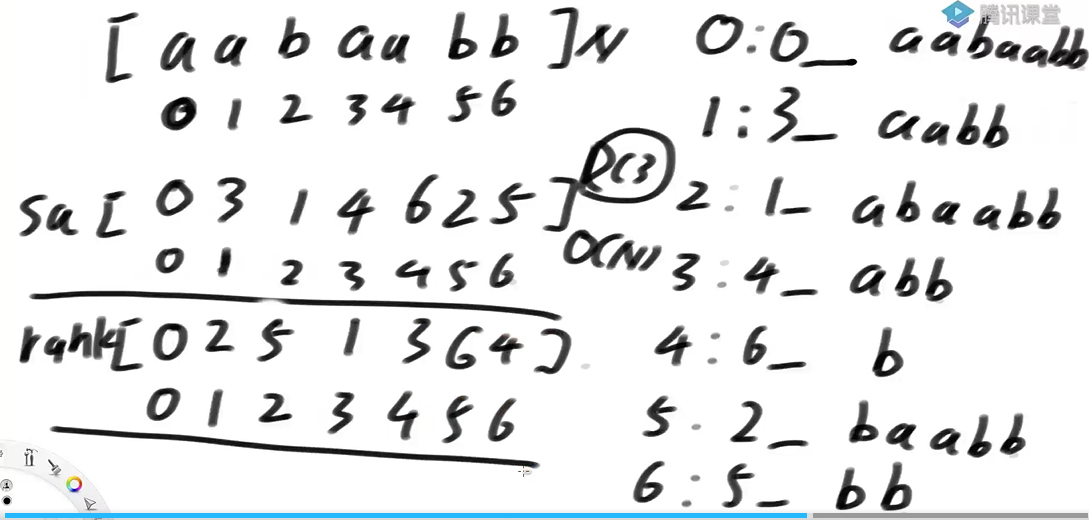 腾讯课堂
[ a a b a a b b ] N
0 1 2 3 4 5 6
sa [ 0 3 1 4 6 2 5 ]
0 1 2 3 4 5 6
DC3
O(N)
rank[ 0 2 5 1 3 6 4 ]
0 1 2 3 4 5 6
0:0_ aabaabb
1:3_ aabb
2:1_ abaabb
3:4_ abb
4:6_ b
5.2_ baabb
6:5_ bb